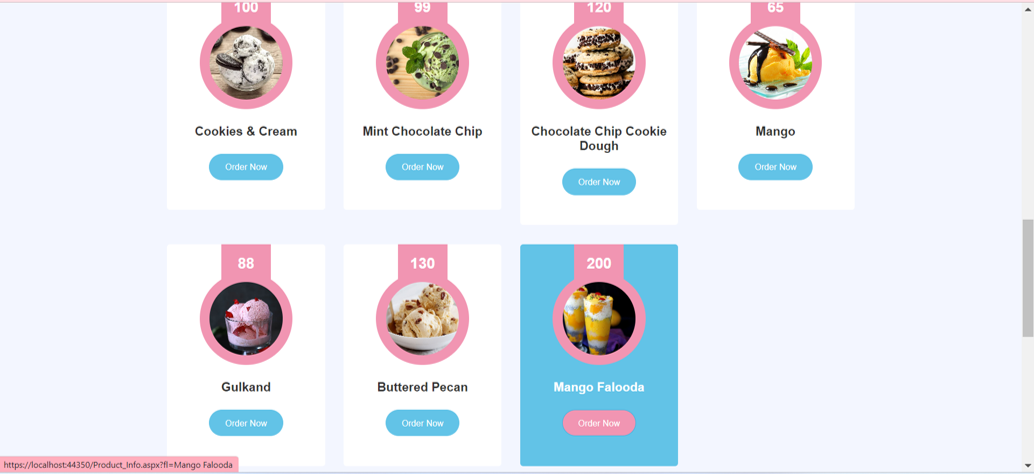 100
99
120
65
Cookies & Cream
Mint Chocolate Chip
Chocolate Chip Cookie
Dough
Mango
Order Now
Order Now
Order Now
Order Now
88
130
200
Gulkand
Buttered Pecan
Mango Falooda
Order Now
Order Now
Order Now
https://localhost:44350/Product_Info.aspx?fl=Mango Falooda